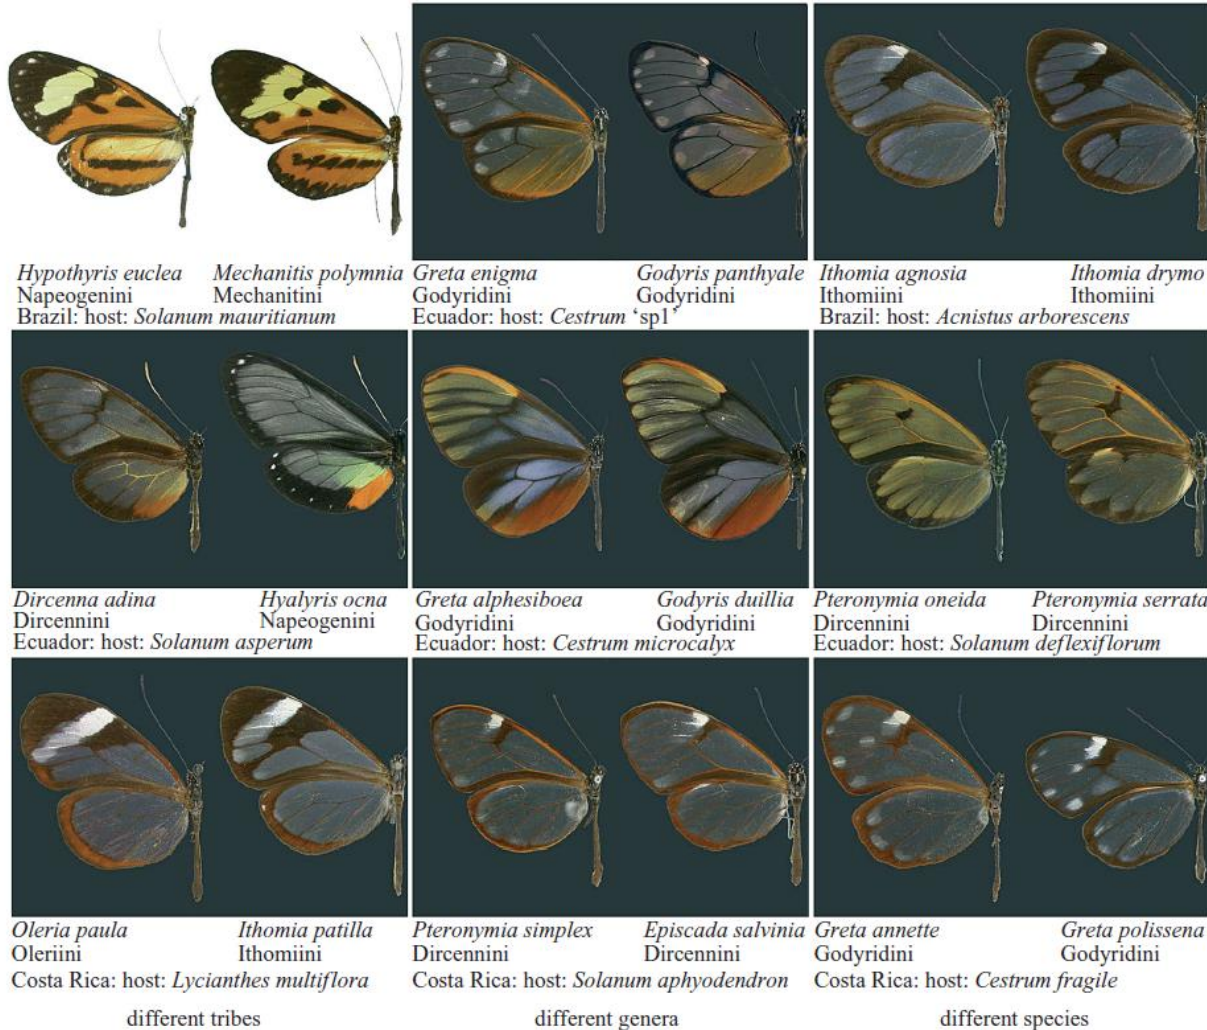 Hypothyris euclea Mechanitis polymnia Greta enigma Godyris panthyale Ithomia agnosia Ithomia drymo
Napeogenini Mechanitini Godyridini Godyridini Ithomiini Ithomiini
Brazil: host: Solanum mauritianum Ecuador: host: Cestrum ‘sp1’ Brazil: host: Acnistus arborescens
Dircenna adina Hyalyris ocna Greta alphesiboea Godyris duillia Pteronymia oneida Pteronymia serrata
Dircennini Napeogenini Godyridini Godyridini Dircennini Dircennini
Ecuador: host: Solanum asperum Ecuador: host: Cestrum microcalyx Ecuador: host: Solanum deflexiflorum
Oleria paula Ithomia patilla Pteronymia simplex Episcada salvinia Greta annette Greta polissena
Oleriini Ithomiini Dircennini Dircennini Godyridini Godyridini
Costa Rica: host: Lycianthes multiflora Costa Rica: host: Solanum aphyodendron Costa Rica: host: Cestrum fragile
different tribes different genera different species